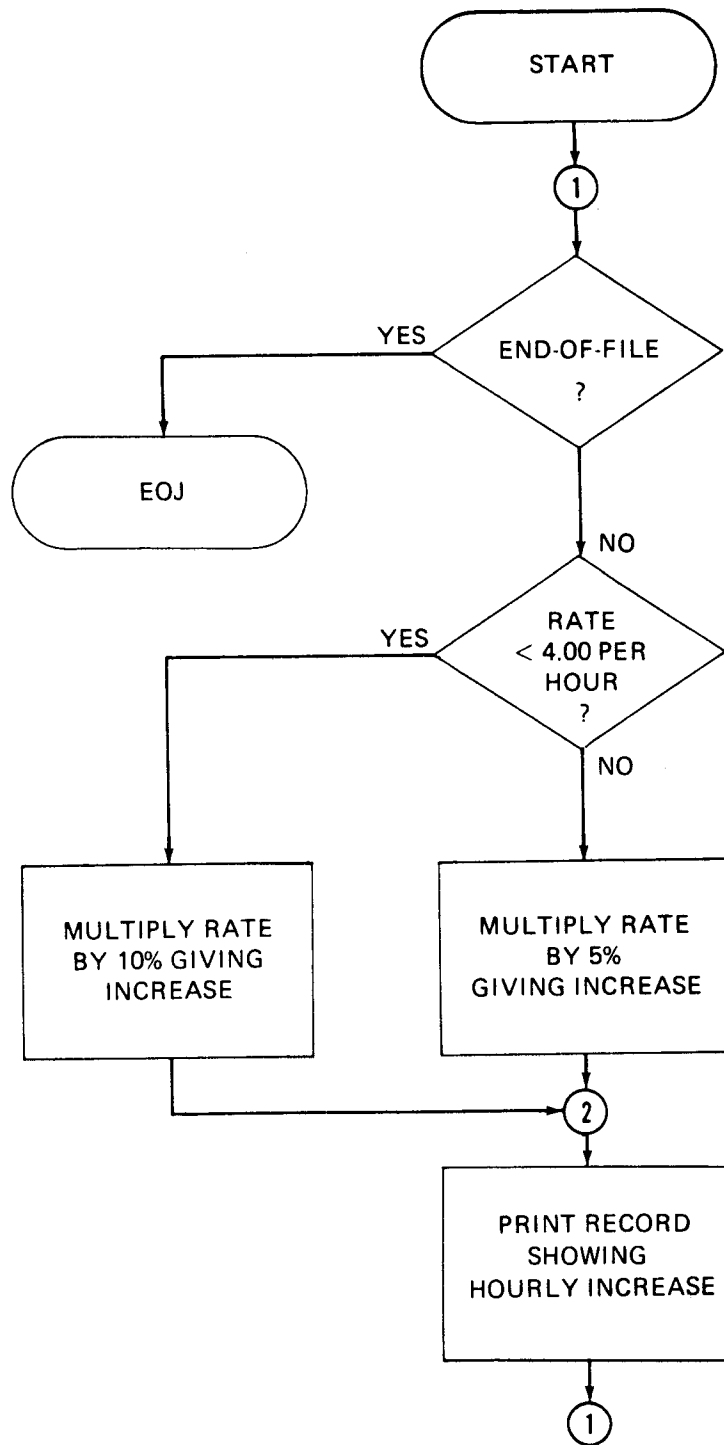 START
1
YES
END-OF-FILE
?
EOJ
NO
YES
RATE
< 4.00 PER
HOUR
?
NO
MULTIPLY RATE
BY 10% GIVING
INCREASE
MULTIPLY RATE
BY 5%
GIVING INCREASE
2
PRINT RECORD
SHOWING
HOURLY INCREASE
1